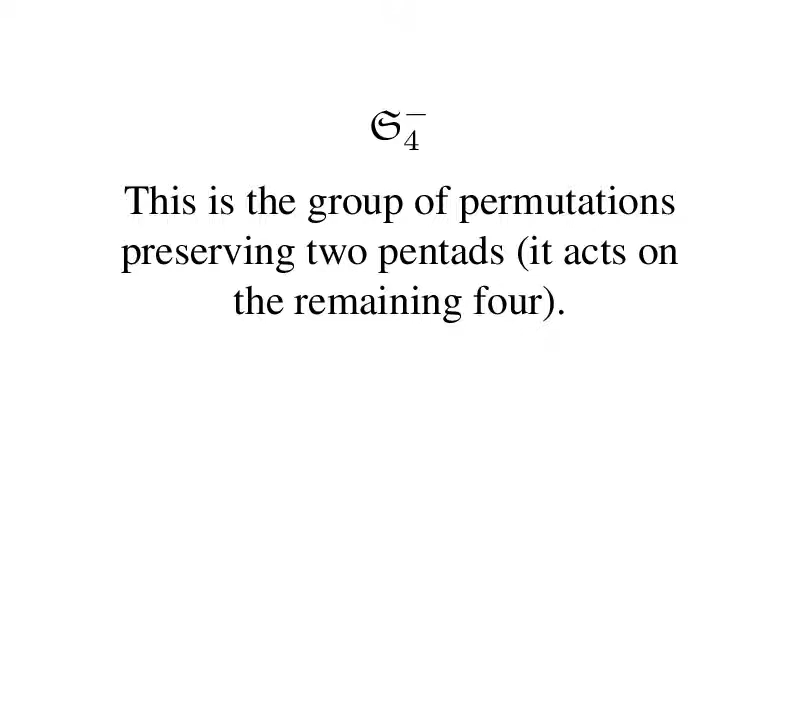 𝔖₄⁻
This is the group of permutations
preserving two pentads (it acts on
the remaining four).